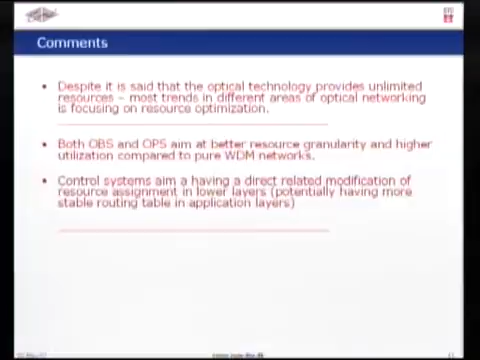 Comments
Despite it is said that the optical technology provides unlimited
resources – most trends in different areas of optical networking
is focusing on resource optimization.
Both OBS and OPS aim at better resource granularity and higher
utilization compared to pure WDM networks.
Control systems aim a having a direct related modification of
resource assignment in lower layers (potentially having more
stable routing table in application layers)